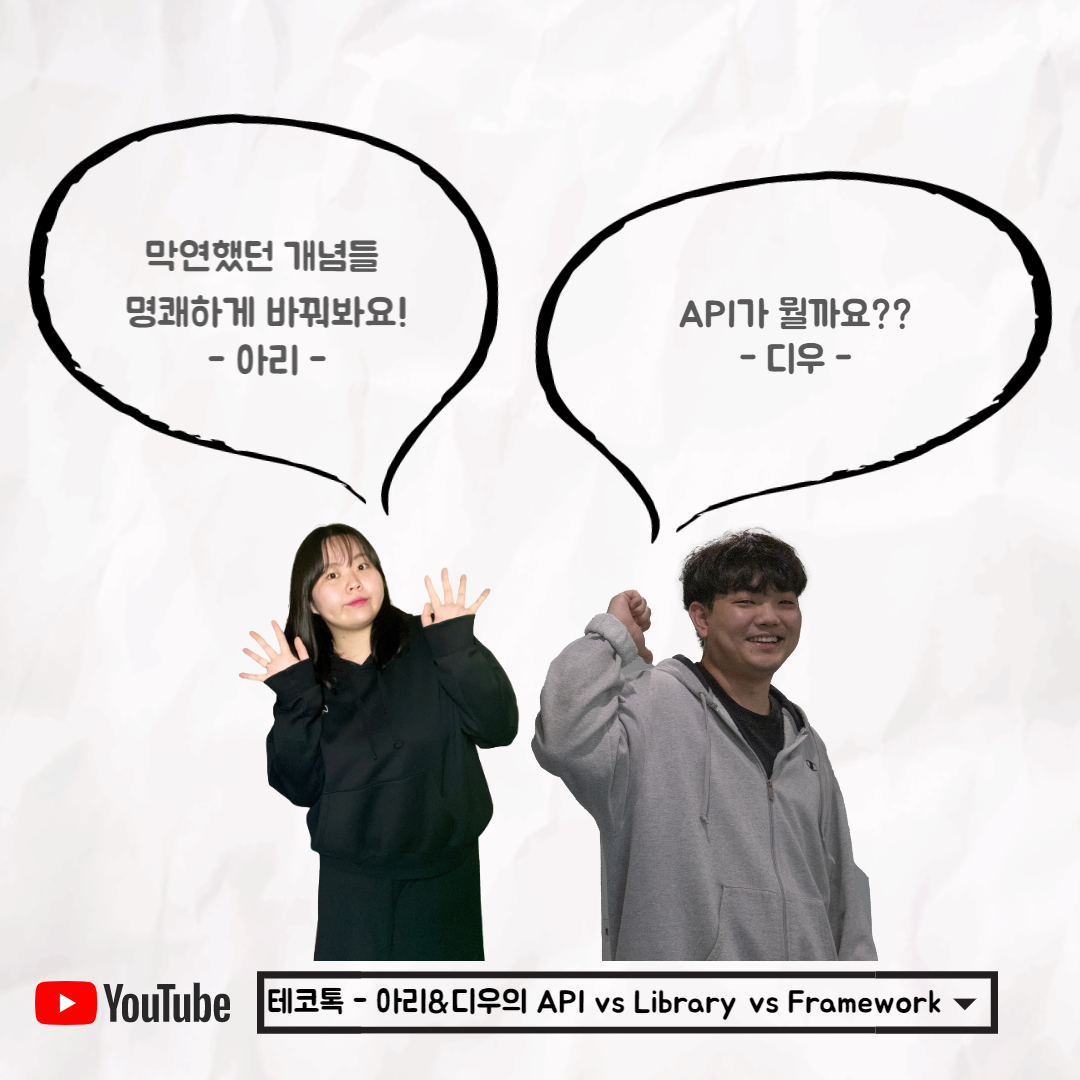 막연했던 개념들
명쾌하게 바꿔봐요!
- 아리 -
API가 뭘까요??
- 디우 -
YouTube
테코톡 - 아리&디우의 API vs Library vs Framework